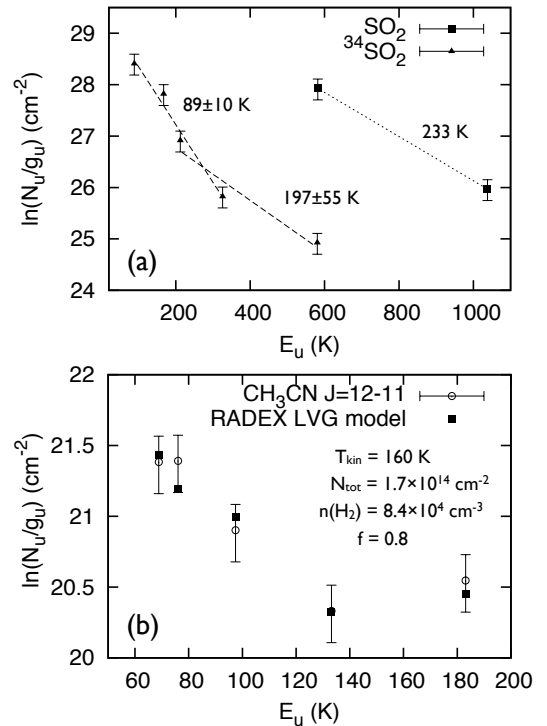 SO₂
³⁴SO₂
29
28
27
26
25
24
ln(Nᵤ/gᵤ) (cm⁻²)
89±10 K
233 K
197±55 K
(a)
200 400 600 800 1000
Eᵤ (K)
CH₃CN J=12-11
RADEX LVG model
T_kin = 160 K
N_tot = 1.7×10¹⁴ cm⁻²
n(H₂) = 8.4×10⁴ cm⁻³
f = 0.8
22
21.5
21
20.5
20
ln(Nᵤ/gᵤ) (cm⁻²)
(b)
60 80 100 120 140 160 180 200
Eᵤ (K)